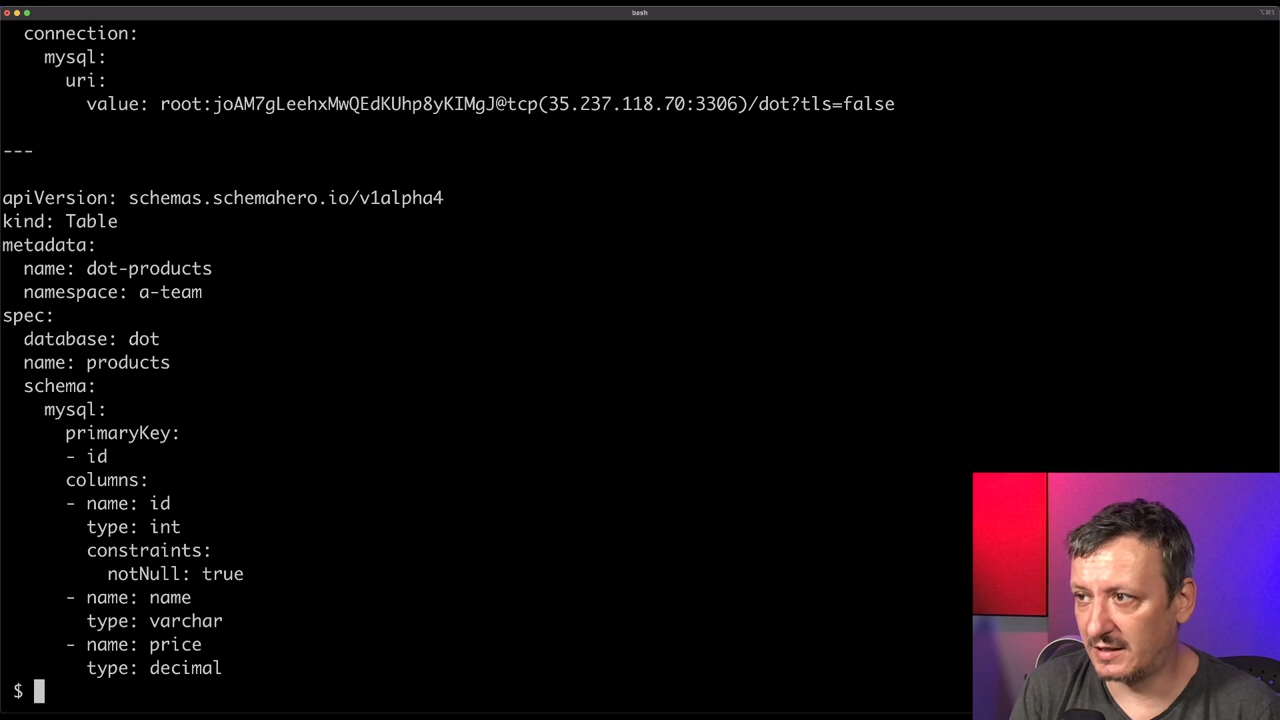 bash
⌥⌘1
connection:
mysql:
uri:
value: root:joAM7gLeehxMwQEdKUhp8yKIMgJ@tcp(35.237.118.70:3306)/dot?tls=false
---
apiVersion: schemas.schemahero.io/v1alpha4
kind: Table
metadata:
name: dot-products
namespace: a-team
spec:
database: dot
name: products
schema:
mysql:
primaryKey:
- id
columns:
- name: id
type: int
constraints:
notNull: true
- name: name
type: varchar
- name: price
type: decimal
$